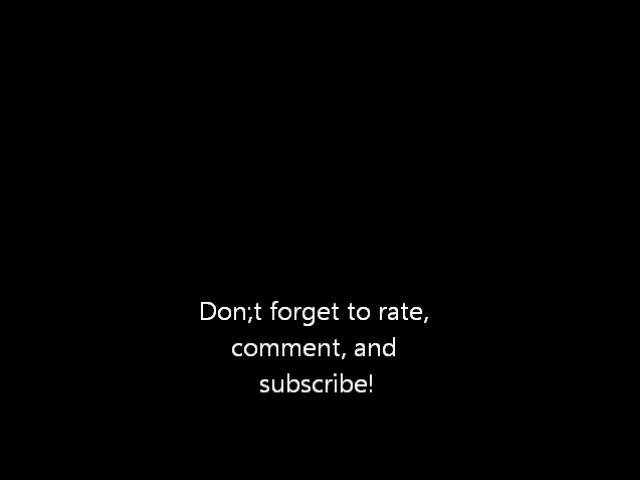 Don;t forget to rate,
comment, and
subscribe!